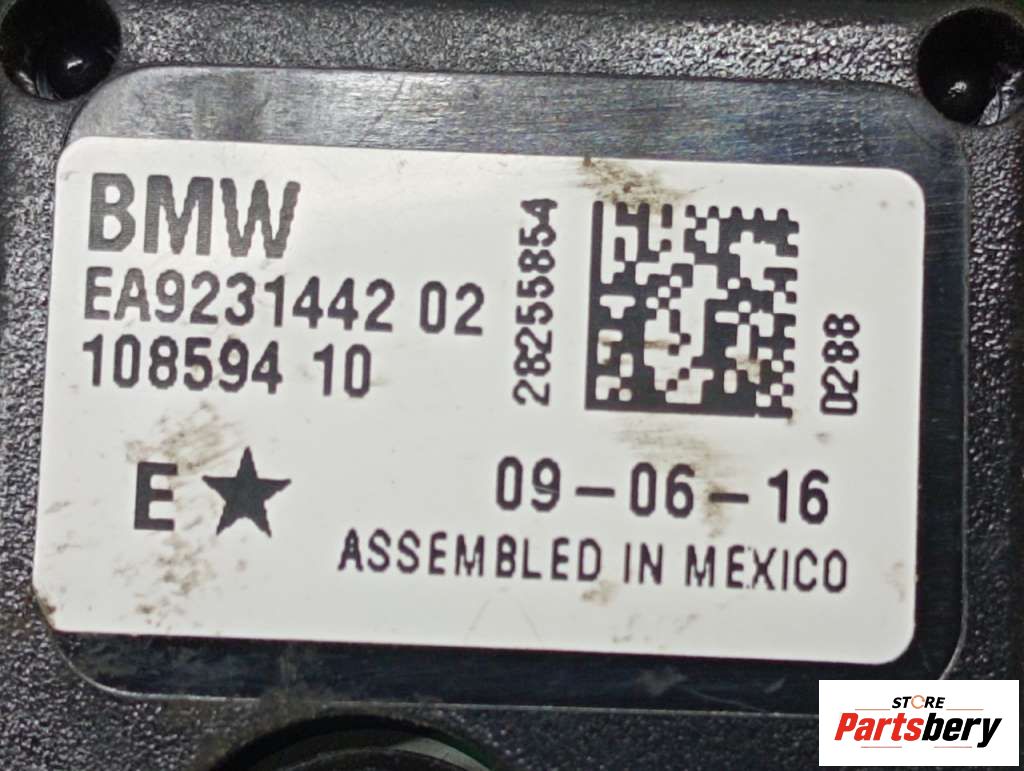 BMW
EA9231442 02
108594 10
28255854
0288
E★
09-06-16
ASSEMBLED IN MEXICO
STORE
Partsbery